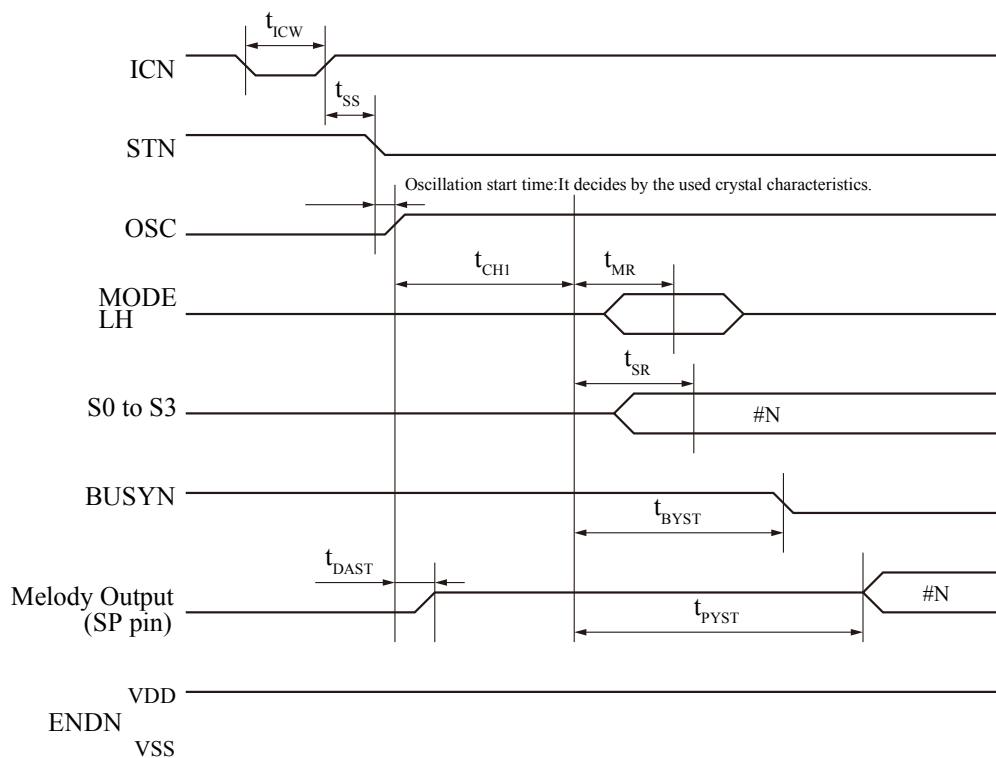 tICW
ICN
tSS
STN
Oscillation start time:It decides by the used crystal characteristics.
OSC
tCH1
tMR
MODE
LH
tSR
S0 to S3
#N
BUSYN
tBYST
tDAST
Melody Output
(SP pin)
#N
tPYST
VDD
ENDN
VSS